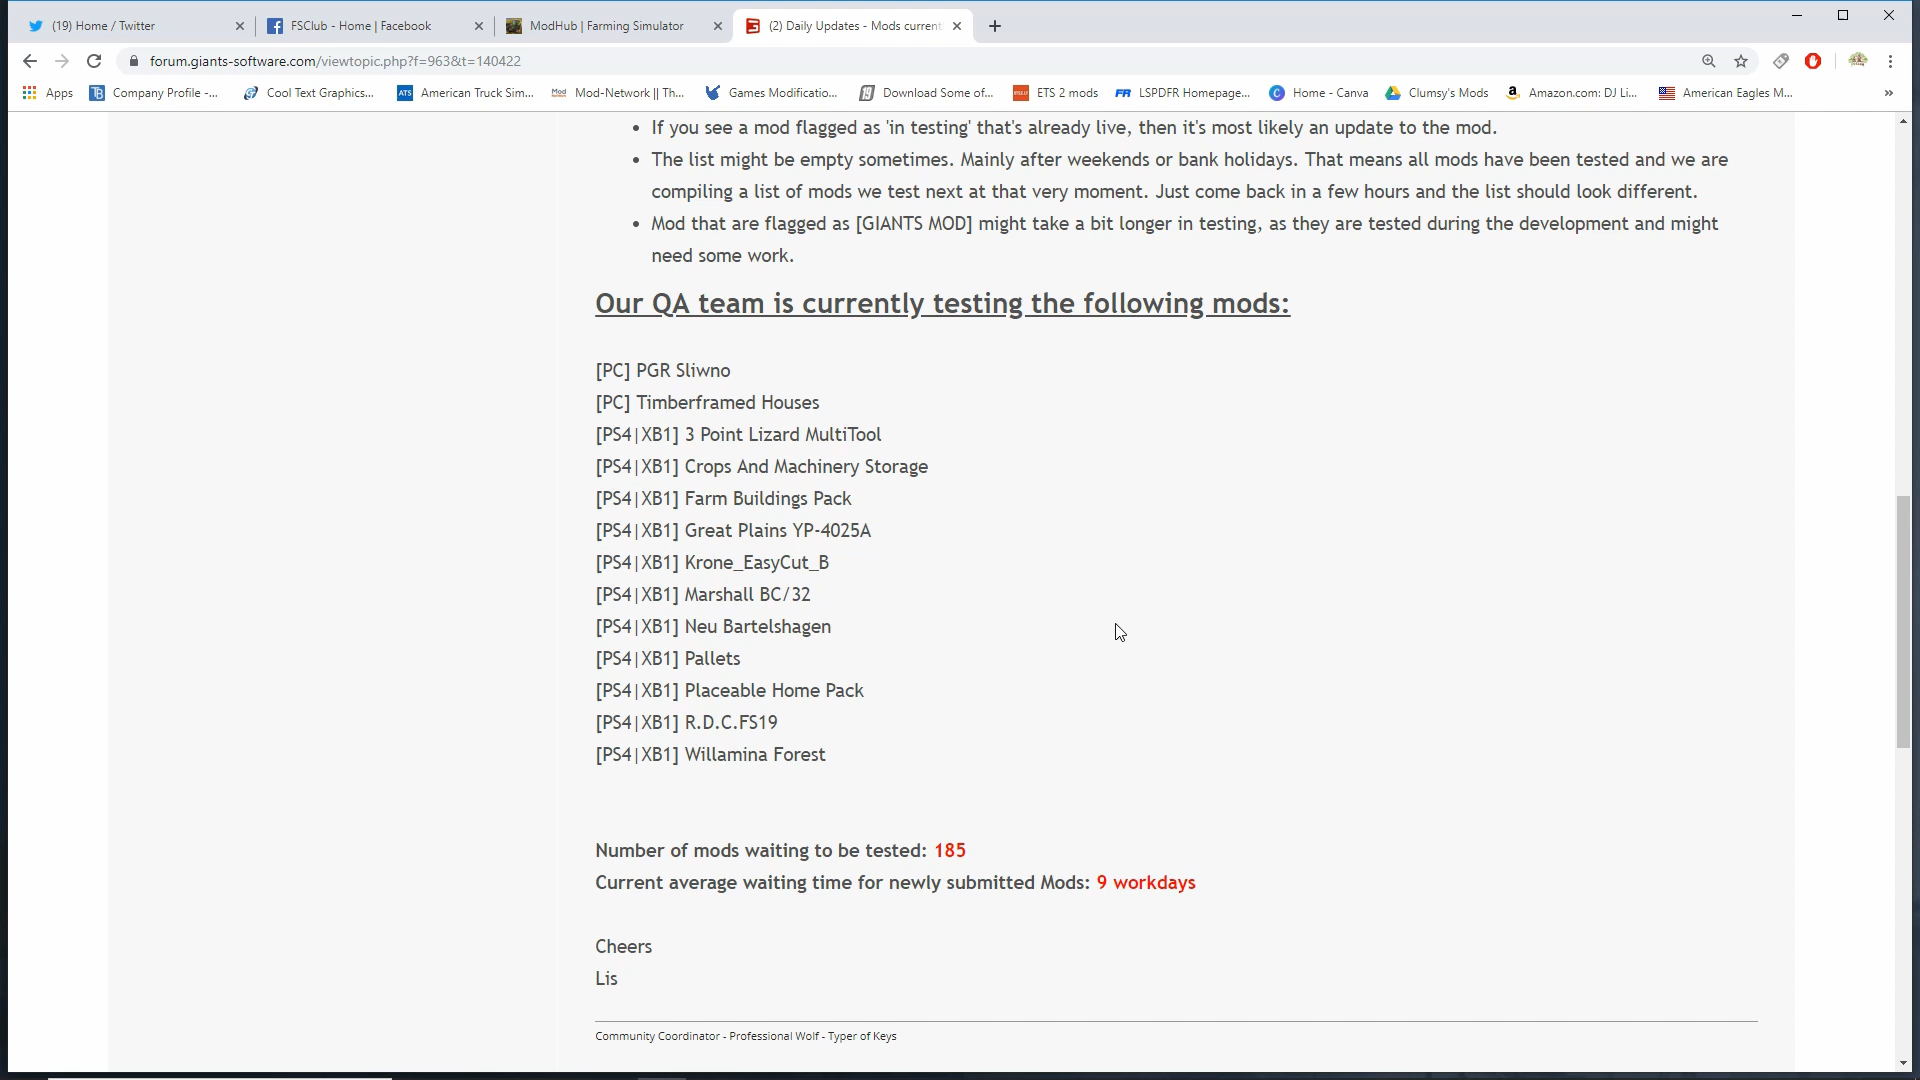 (19) Home / Twitter
FSClub - Home | Facebook
ModHub | Farming Simulator
(2) Daily Updates - Mods current
forum.giants-software.com/viewtopic.php?f=963&t=140422
Apps
Company Profile -...
Cool Text Graphics...
American Truck Sim...
Mod-Network || Th...
Games Modificatio...
Download Some of...
ETS 2 mods
LSPDFR Homepage...
Home - Canva
Clumsy's Mods
Amazon.com: DJ Li...
American Eagles M...
• If you see a mod flagged as 'in testing' that's already live, then it's most likely an update to the mod.
• The list might be empty sometimes. Mainly after weekends or bank holidays. That means all mods have been tested and we are
compiling a list of mods we test next at that very moment. Just come back in a few hours and the list should look different.
• Mod that are flagged as [GIANTS MOD] might take a bit longer in testing, as they are tested during the development and might
need some work.
Our QA team is currently testing the following mods:
[PC] PGR Sliwno
[PC] Timberframed Houses
[PS4|XB1] 3 Point Lizard MultiTool
[PS4|XB1] Crops And Machinery Storage
[PS4|XB1] Farm Buildings Pack
[PS4|XB1] Great Plains YP-4025A
[PS4|XB1] Krone_EasyCut_B
[PS4|XB1] Marshall BC/32
[PS4|XB1] Neu Bartelshagen
[PS4|XB1] Pallets
[PS4|XB1] Placeable Home Pack
[PS4|XB1] R.D.C.FS19
[PS4|XB1] Willamina Forest
Number of mods waiting to be tested: 185
Current average waiting time for newly submitted Mods: 9 workdays
Cheers
Lis
Community Coordinator - Professional Wolf - Typer of Keys